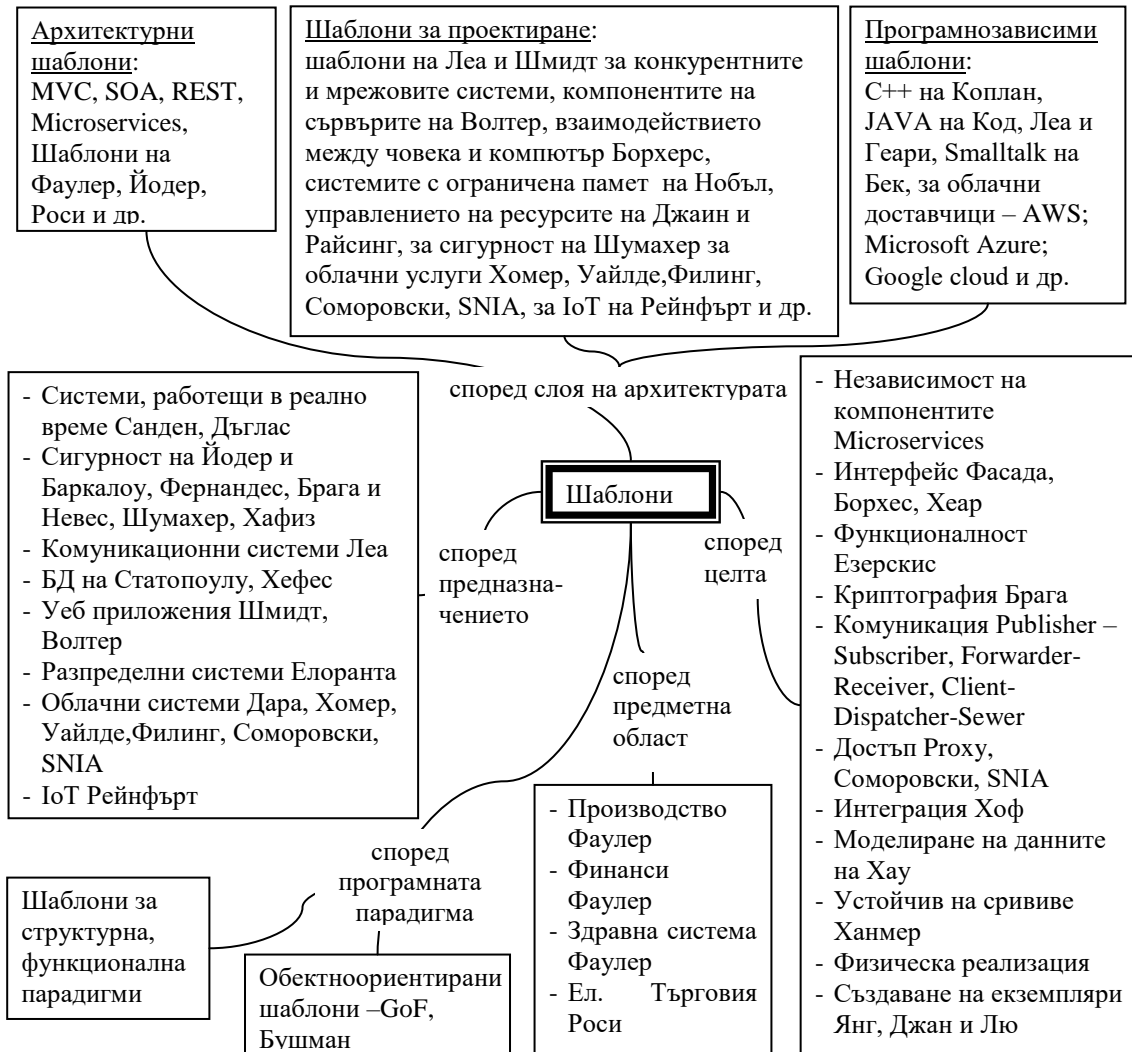 Архитектурни
шаблони:
MVC, SOA, REST,
Microservices,
Шаблони на
Фаулер, Йодер,
Роси и др.
Шаблони за проектиране:
шаблони на Леа и Шмидт за конкурентните
и мрежовите системи, компонентите на
сървърите на Волтер, взаимодействието
между човека и компютър Борхерс,
системите с ограничена памет на Нобъл,
управлението на ресурсите на Джаин и
Райсинг, за сигурност на Шумахер за
облачни услуги Хомер, Уайлде,Филинг,
Соморовски, SNIA, за IoT на Рейнфърт и др.
Програмнозависими
шаблони:
C++ на Коплан,
JAVA на Код, Леа и
Геари, Smalltalk на
Бек, за облачни
доставчици – AWS;
Microsoft Azure;
Google cloud и др.
според слоя на архитектурата
Шаблони
- Системи, работещи в реално
време Санден, Дъглас
- Сигурност на Йодер и
Баркалоу, Фернандес, Брага и
Невес, Шумахер, Хафиз
- Комуникационни системи Леа
- БД на Статопоулу, Хефес
- Уеб приложения Шмидт,
Волтер
- Разпределни системи Елоранта
- Облачни системи Дара, Хомер,
Уайлде,Филинг, Соморовски,
SNIA
- IoT Рейнфърт
според
предназна-
чението
според
целта
- Независимост на
компонентите
Microservices
- Интерфейс Фасада,
Борхес, Хеар
- Функционалност
Езерскис
- Криптография Брага
- Комуникация Publisher –
Subscriber, Forwarder-
Receiver, Client-
Dispatcher-Sewer
- Достъп Proxy,
Соморовски, SNIA
- Интеграция Хоф
- Моделиране на данните
на Хау
- Устойчив на срививе
Ханмер
- Физическа реализация
- Създаване на екземпляри
Янг, Джан и Лю
според
предметна
област
- Производство
Фаулер
- Финанси
Фаулер
- Здравна система
Фаулер
- Ел. Търговия
Роси
според
програмната
парадигма
Шаблони за
структурна,
функционална
парадигми
Обектноориентирани
шаблони –GoF,
Бушман